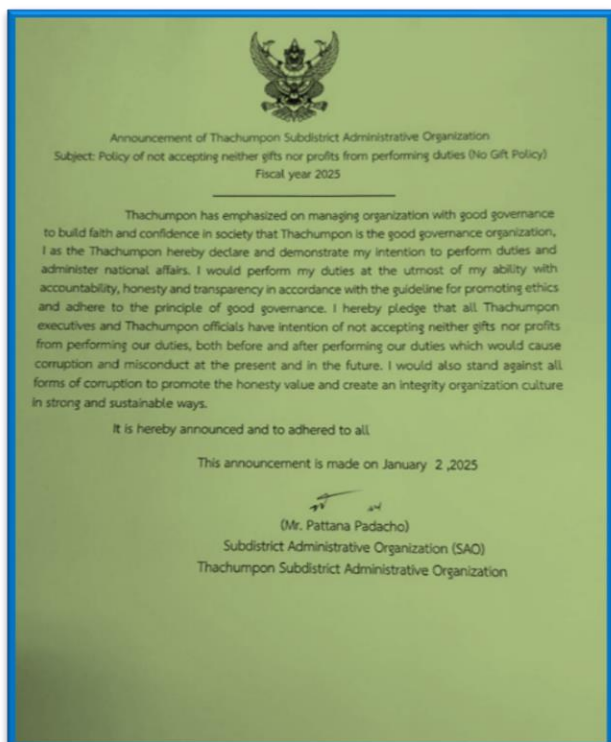 Announcement of Thachumpon Subdistrict Administrative Organization
Subject: Policy of not accepting neither gifts nor profits from performing duties (No Gift Policy)
Fiscal year 2025
Thachumpon has emphasized on managing organization with good governance
to build faith and confidence in society that Thachumpon is the good governance organization,
I as the Thachumpon hereby declare and demonstrate my intention to perform duties and
administer national affairs. I would perform my duties at the utmost of my ability with
accountability, honesty and transparency in accordance with the guideline for promoting ethics
and adhere to the principle of good governance. I hereby pledge that all Thachumpon
executives and Thachumpon officials have intention of not accepting neither gifts nor profits
from performing our duties, both before and after performing our duties which would cause
corruption and misconduct at the present and in the future. I would also stand against all
forms of corruption to promote the honesty value and create an integrity organization culture
in strong and sustainable ways.
It is hereby announced and to adhered to all
This announcement is made on January 2 ,2025
(Mr. Pattana Padacho)
Subdistrict Administrative Organization (SAO)
Thachumpon Subdistrict Administrative Organization